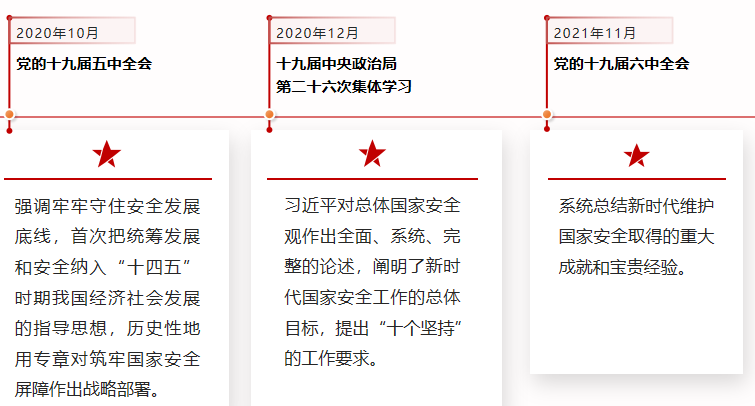 2020年10月
党的十九届五中全会
强调牢牢守住安全发展
底线，首次把统筹发展
和安全纳入“十四五”
时期我国经济社会发展
的指导思想，历史性地
用专章对筑牢国家安全
屏障作出战略部署。
2020年12月
十九届中央政治局
第二十六次集体学习
习近平对总体国家安全
观作出全面、系统、完
整的论述，阐明了新时
代国家安全工作的总体
目标，提出“十个坚持”
的工作要求。
2021年11月
党的十九届六中全会
系统总结新时代维护
国家安全取得的重大
成就和宝贵经验。